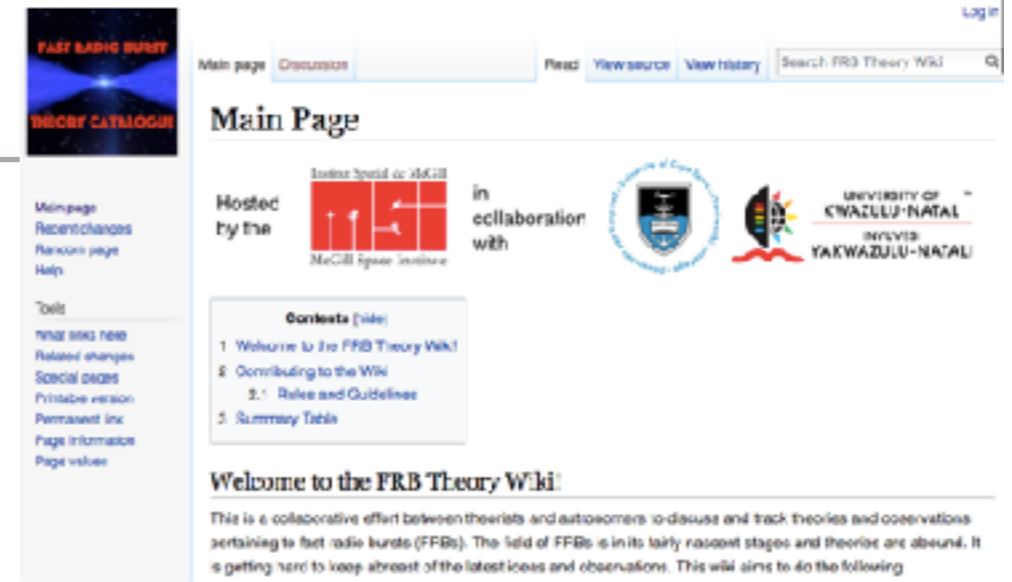 Log in
FAST RADIO BURST
THEORY CATALOGUE
Main page Discussion Read View source View history Search FRB Theory Wiki
Main Page
Hosted by the
Institut Spatial de McGill
msi
McGill Space Institute
in collaboration with
UNIVERSITY OF
KWAZULU-NATAL
INYUVESI
YAKWAZULU-NATALI
Main page
Recent changes
Random page
Help
Tools
What links here
Related changes
Special pages
Printable version
Permanent link
Page information
Page values
Contents [hide]
1 Welcome to the FRB Theory Wiki!
2 Contributing to the Wiki
2.1 Rules and Guidelines
3 Summary Table
Welcome to the FRB Theory Wiki!
This is a collaborative effort between theorists and astronomers to discuss and track theories and observations
pertaining to fast radio bursts (FRBs). The field of FRBs is in its fairly nascent stages and theories are abound. It
is getting hard to keep abreast of the latest ideas and observations. This wiki aims to do the following